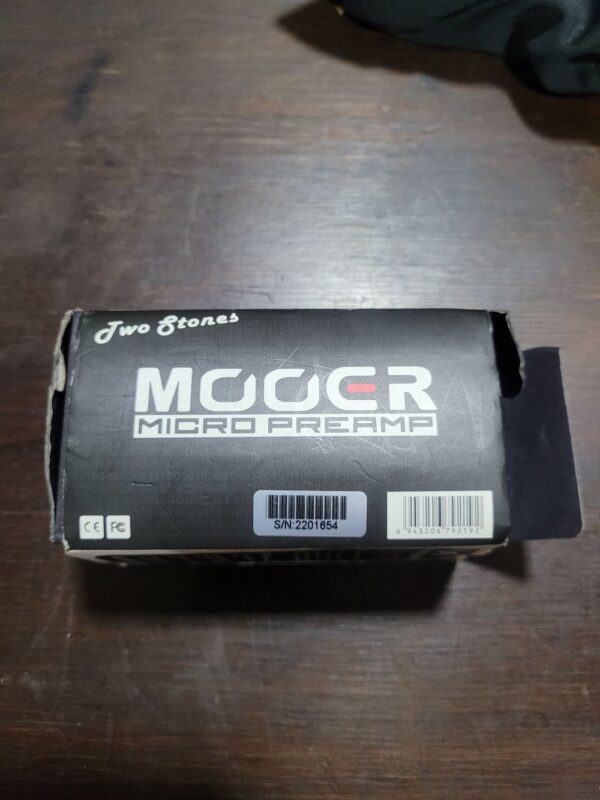 Two Stones
MOOER
MICRO PREAMP
CE FC
S/N:2201654
6 943206 792192